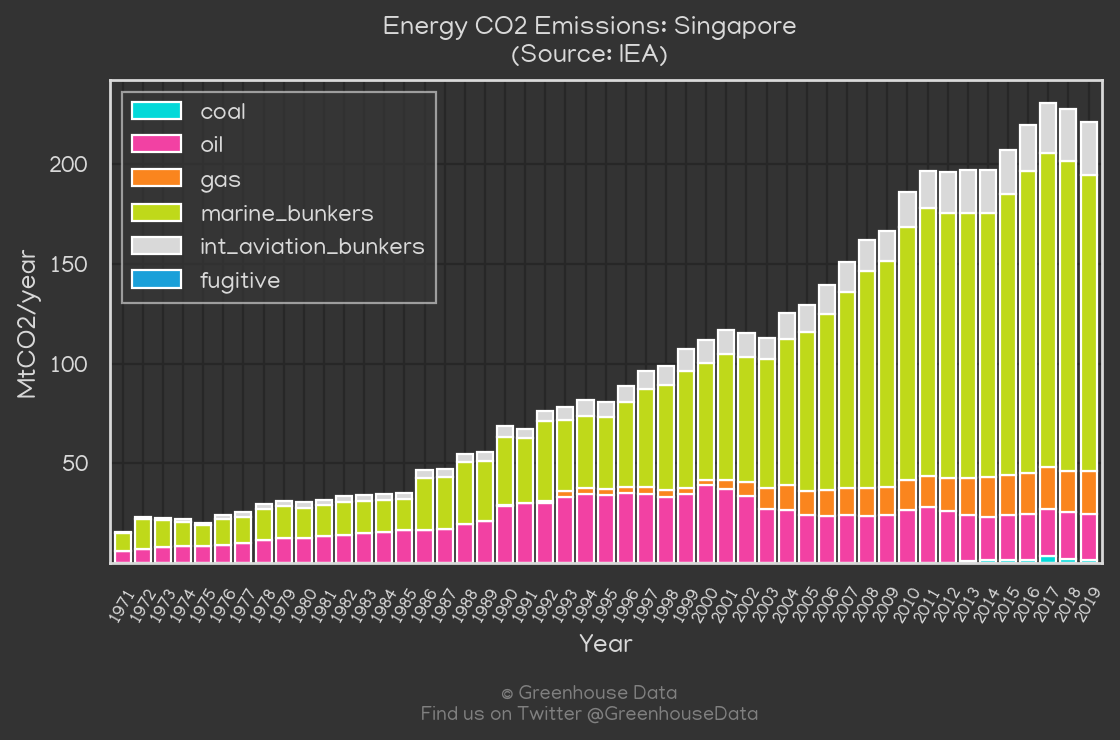 Energy CO2 Emissions: Singapore
(Source: IEA)
coal
oil
gas
marine_bunkers
int_aviation_bunkers
fugitive
MtCO2/year
200
150
100
50
1971 1972 1973 1974 1975 1976 1977 1978 1979 1980 1981 1982 1983 1984 1985 1986 1987 1988 1989 1990 1991 1992 1993 1994 1995 1996 1997 1998 1999 2000 2001 2002 2003 2004 2005 2006 2007 2008 2009 2010 2011 2012 2013 2014 2015 2016 2017 2018 2019
Year
© Greenhouse Data
Find us on Twitter @GreenhouseData